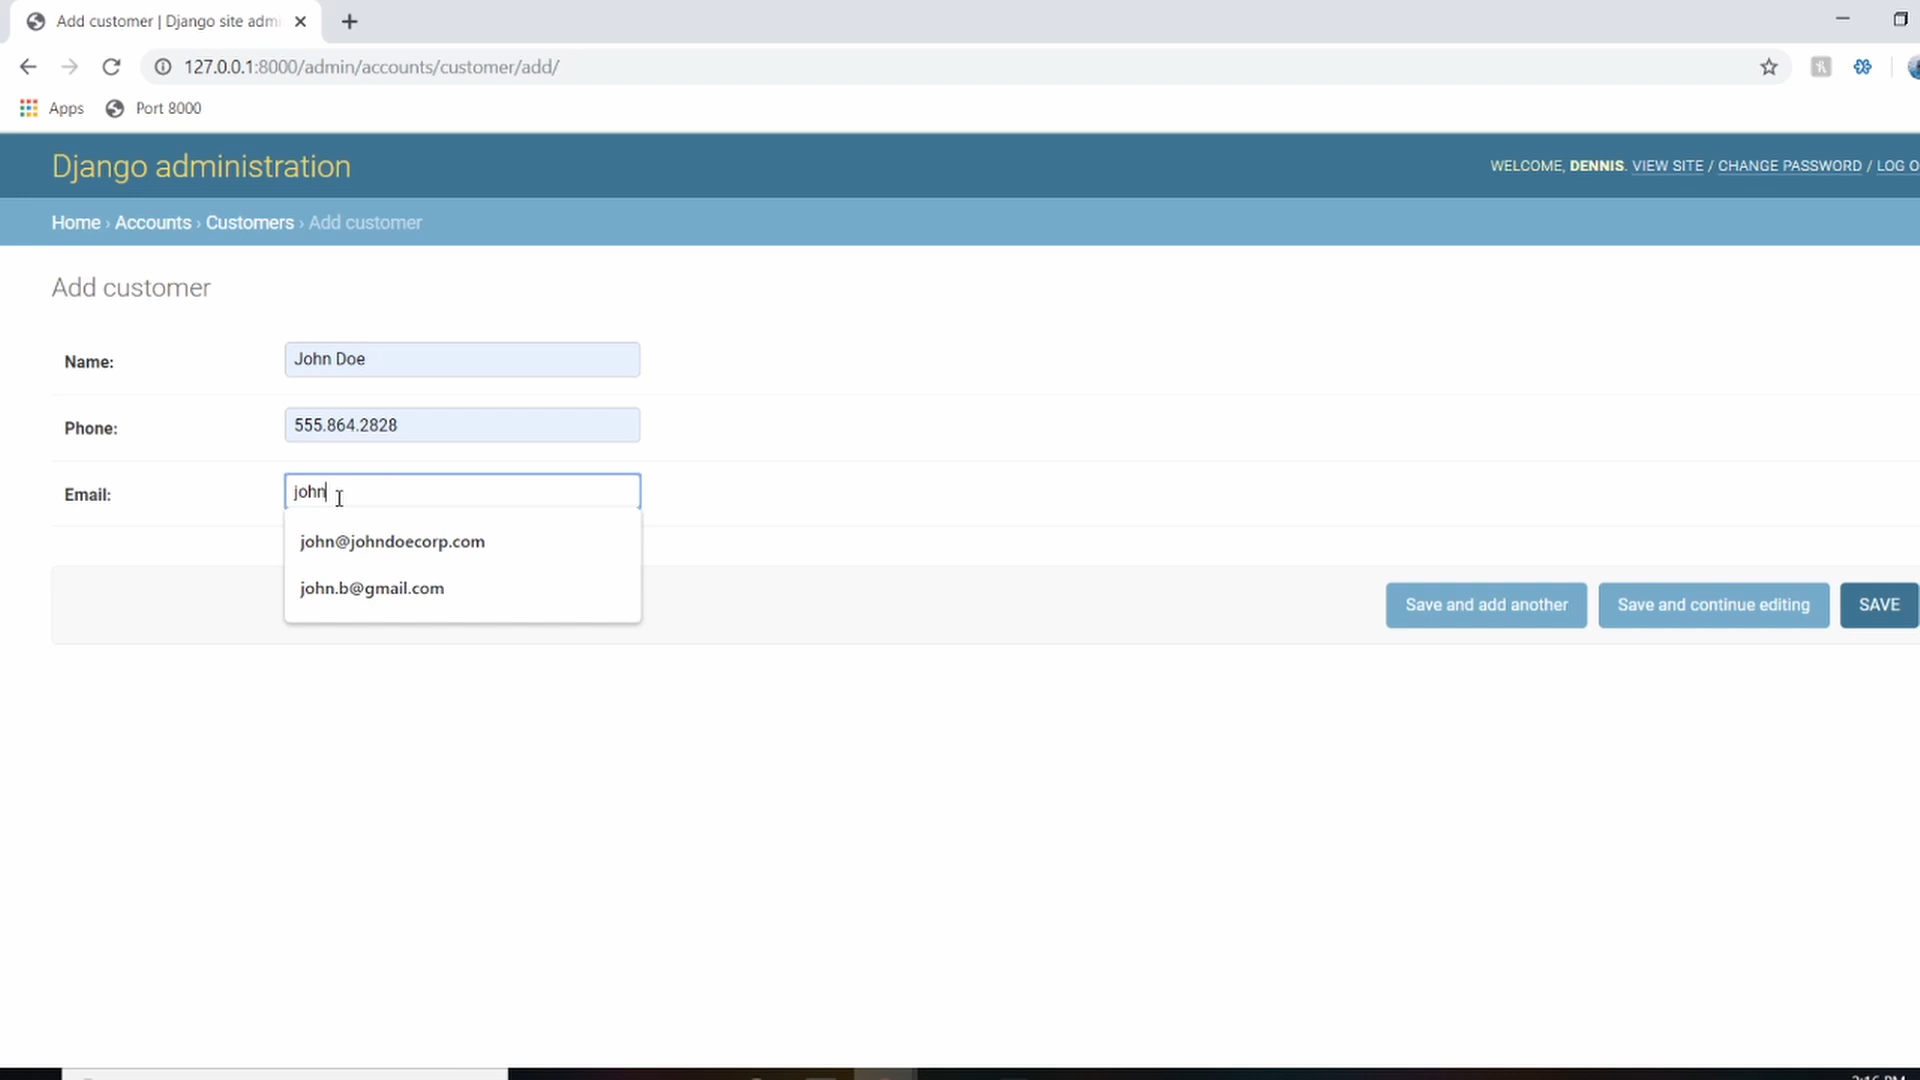 Add customer | Django site adm
127.0.0.1:8000/admin/accounts/customer/add/
Apps Port 8000
Django administration
WELCOME, DENNIS. VIEW SITE / CHANGE PASSWORD / LOG O
Home › Accounts › Customers › Add customer
Add customer
Name: John Doe
Phone: 555.864.2828
Email: john
john@johndoecorp.com
john.b@gmail.com
Save and add another Save and continue editing SAVE